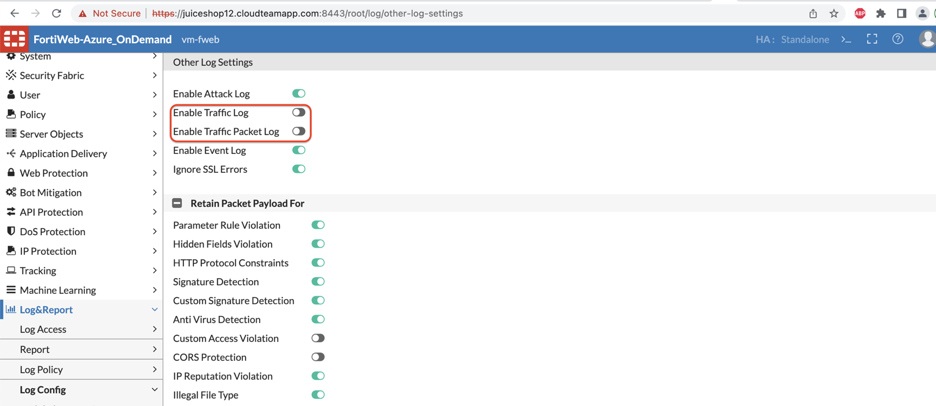 Not Secure | https://juiceshop12.cloudteamapp.com:8443/root/log/other-log-settings
ABP
FortiWeb-Azure_OnDemand vm-fweb HA: Standalone >_
System
Security Fabric
User
Policy
Server Objects
Application Delivery
Web Protection
Bot Mitigation
API Protection
DoS Protection
IP Protection
Tracking
Machine Learning
Log&Report
Log Access
Report
Log Policy
Log Config
Other Log Settings
Enable Attack Log
Enable Traffic Log
Enable Traffic Packet Log
Enable Event Log
Ignore SSL Errors
Retain Packet Payload For
Parameter Rule Violation
Hidden Fields Violation
HTTP Protocol Constraints
Signature Detection
Custom Signature Detection
Anti Virus Detection
Custom Access Violation
CORS Protection
IP Reputation Violation
Illegal File Type